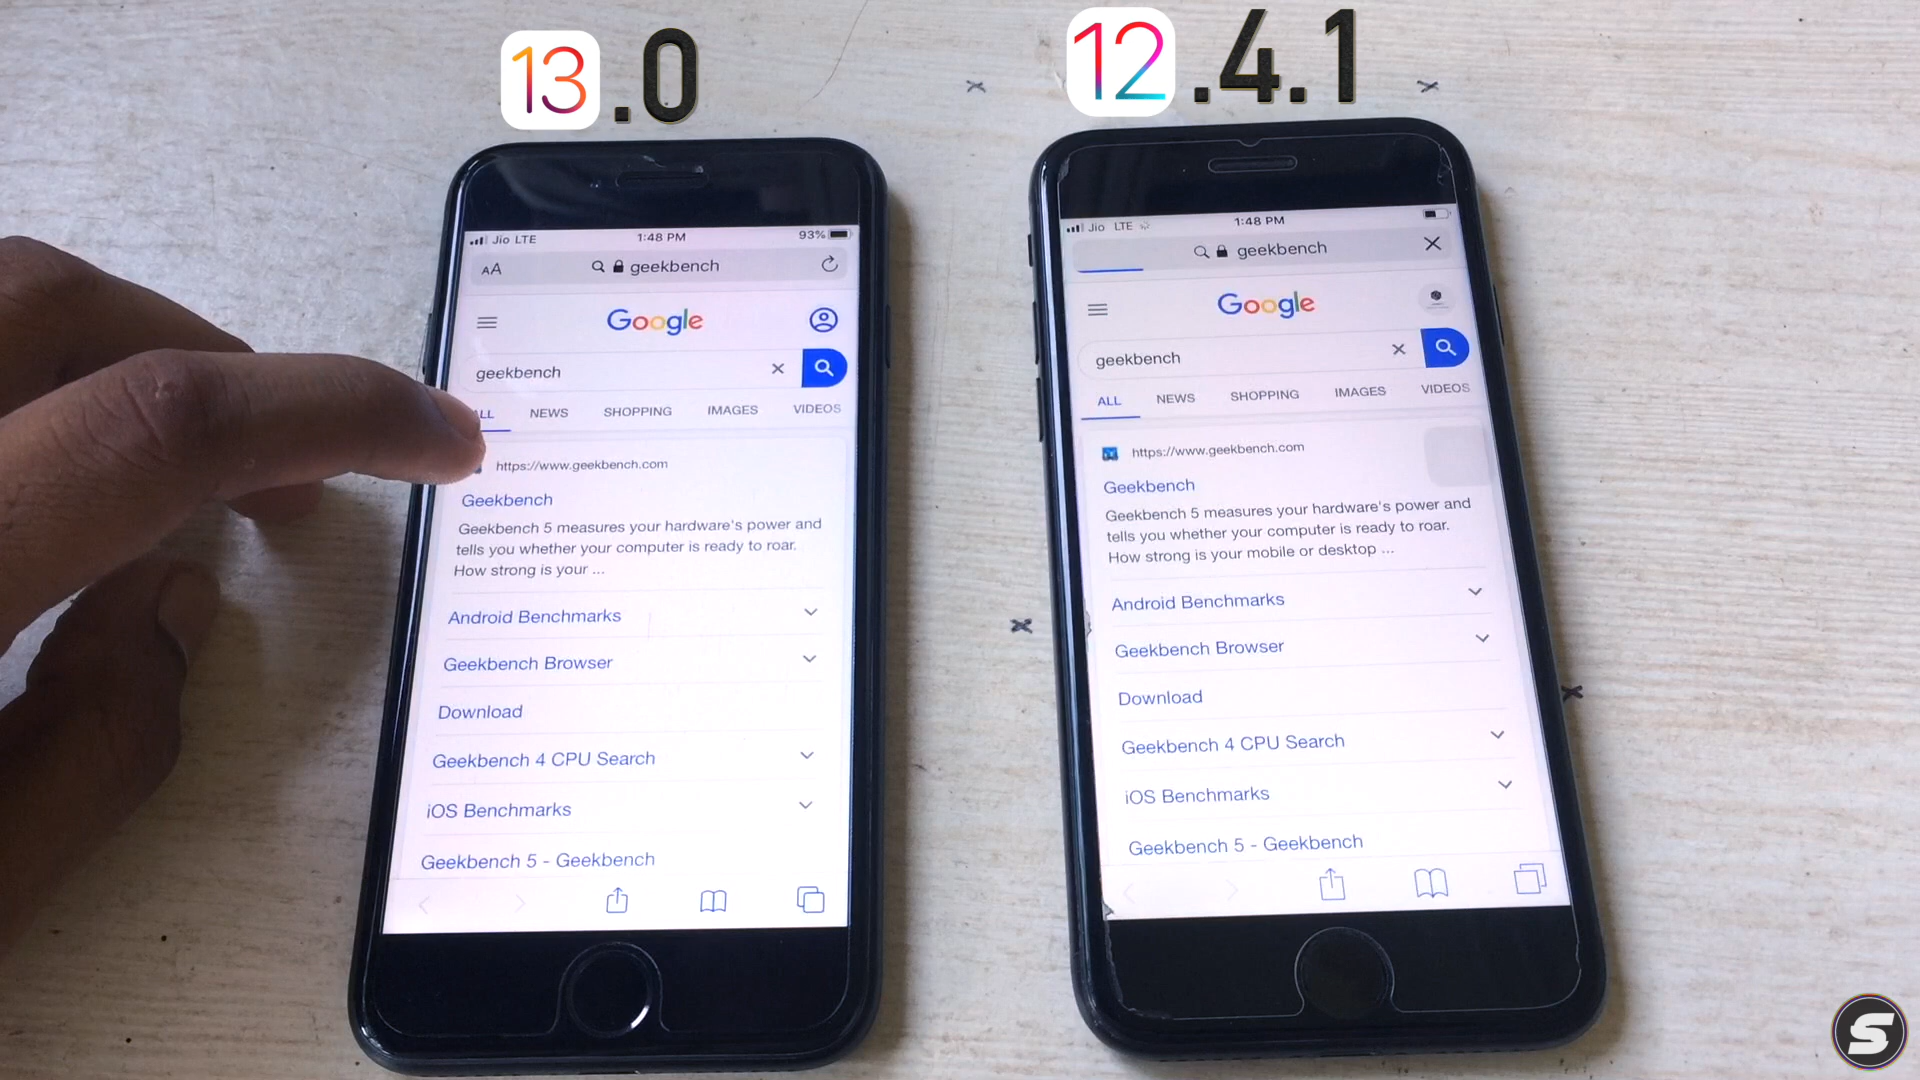 13.0
12.4.1
Jio LTE 1:48 PM 93%
AA geekbench
Google
geekbench
ALL NEWS SHOPPING IMAGES VIDEOS
https://www.geekbench.com
Geekbench
Geekbench 5 measures your hardware's power and
tells you whether your computer is ready to roar.
How strong is your ...
Android Benchmarks
Geekbench Browser
Download
Geekbench 4 CPU Search
iOS Benchmarks
Geekbench 5 - Geekbench
Jio LTE 1:48 PM
geekbench
Google
geekbench
ALL NEWS SHOPPING IMAGES VIDEOS
https://www.geekbench.com
Geekbench
Geekbench 5 measures your hardware's power and
tells you whether your computer is ready to roar.
How strong is your mobile or desktop ...
Android Benchmarks
Geekbench Browser
Download
Geekbench 4 CPU Search
iOS Benchmarks
Geekbench 5 - Geekbench
S